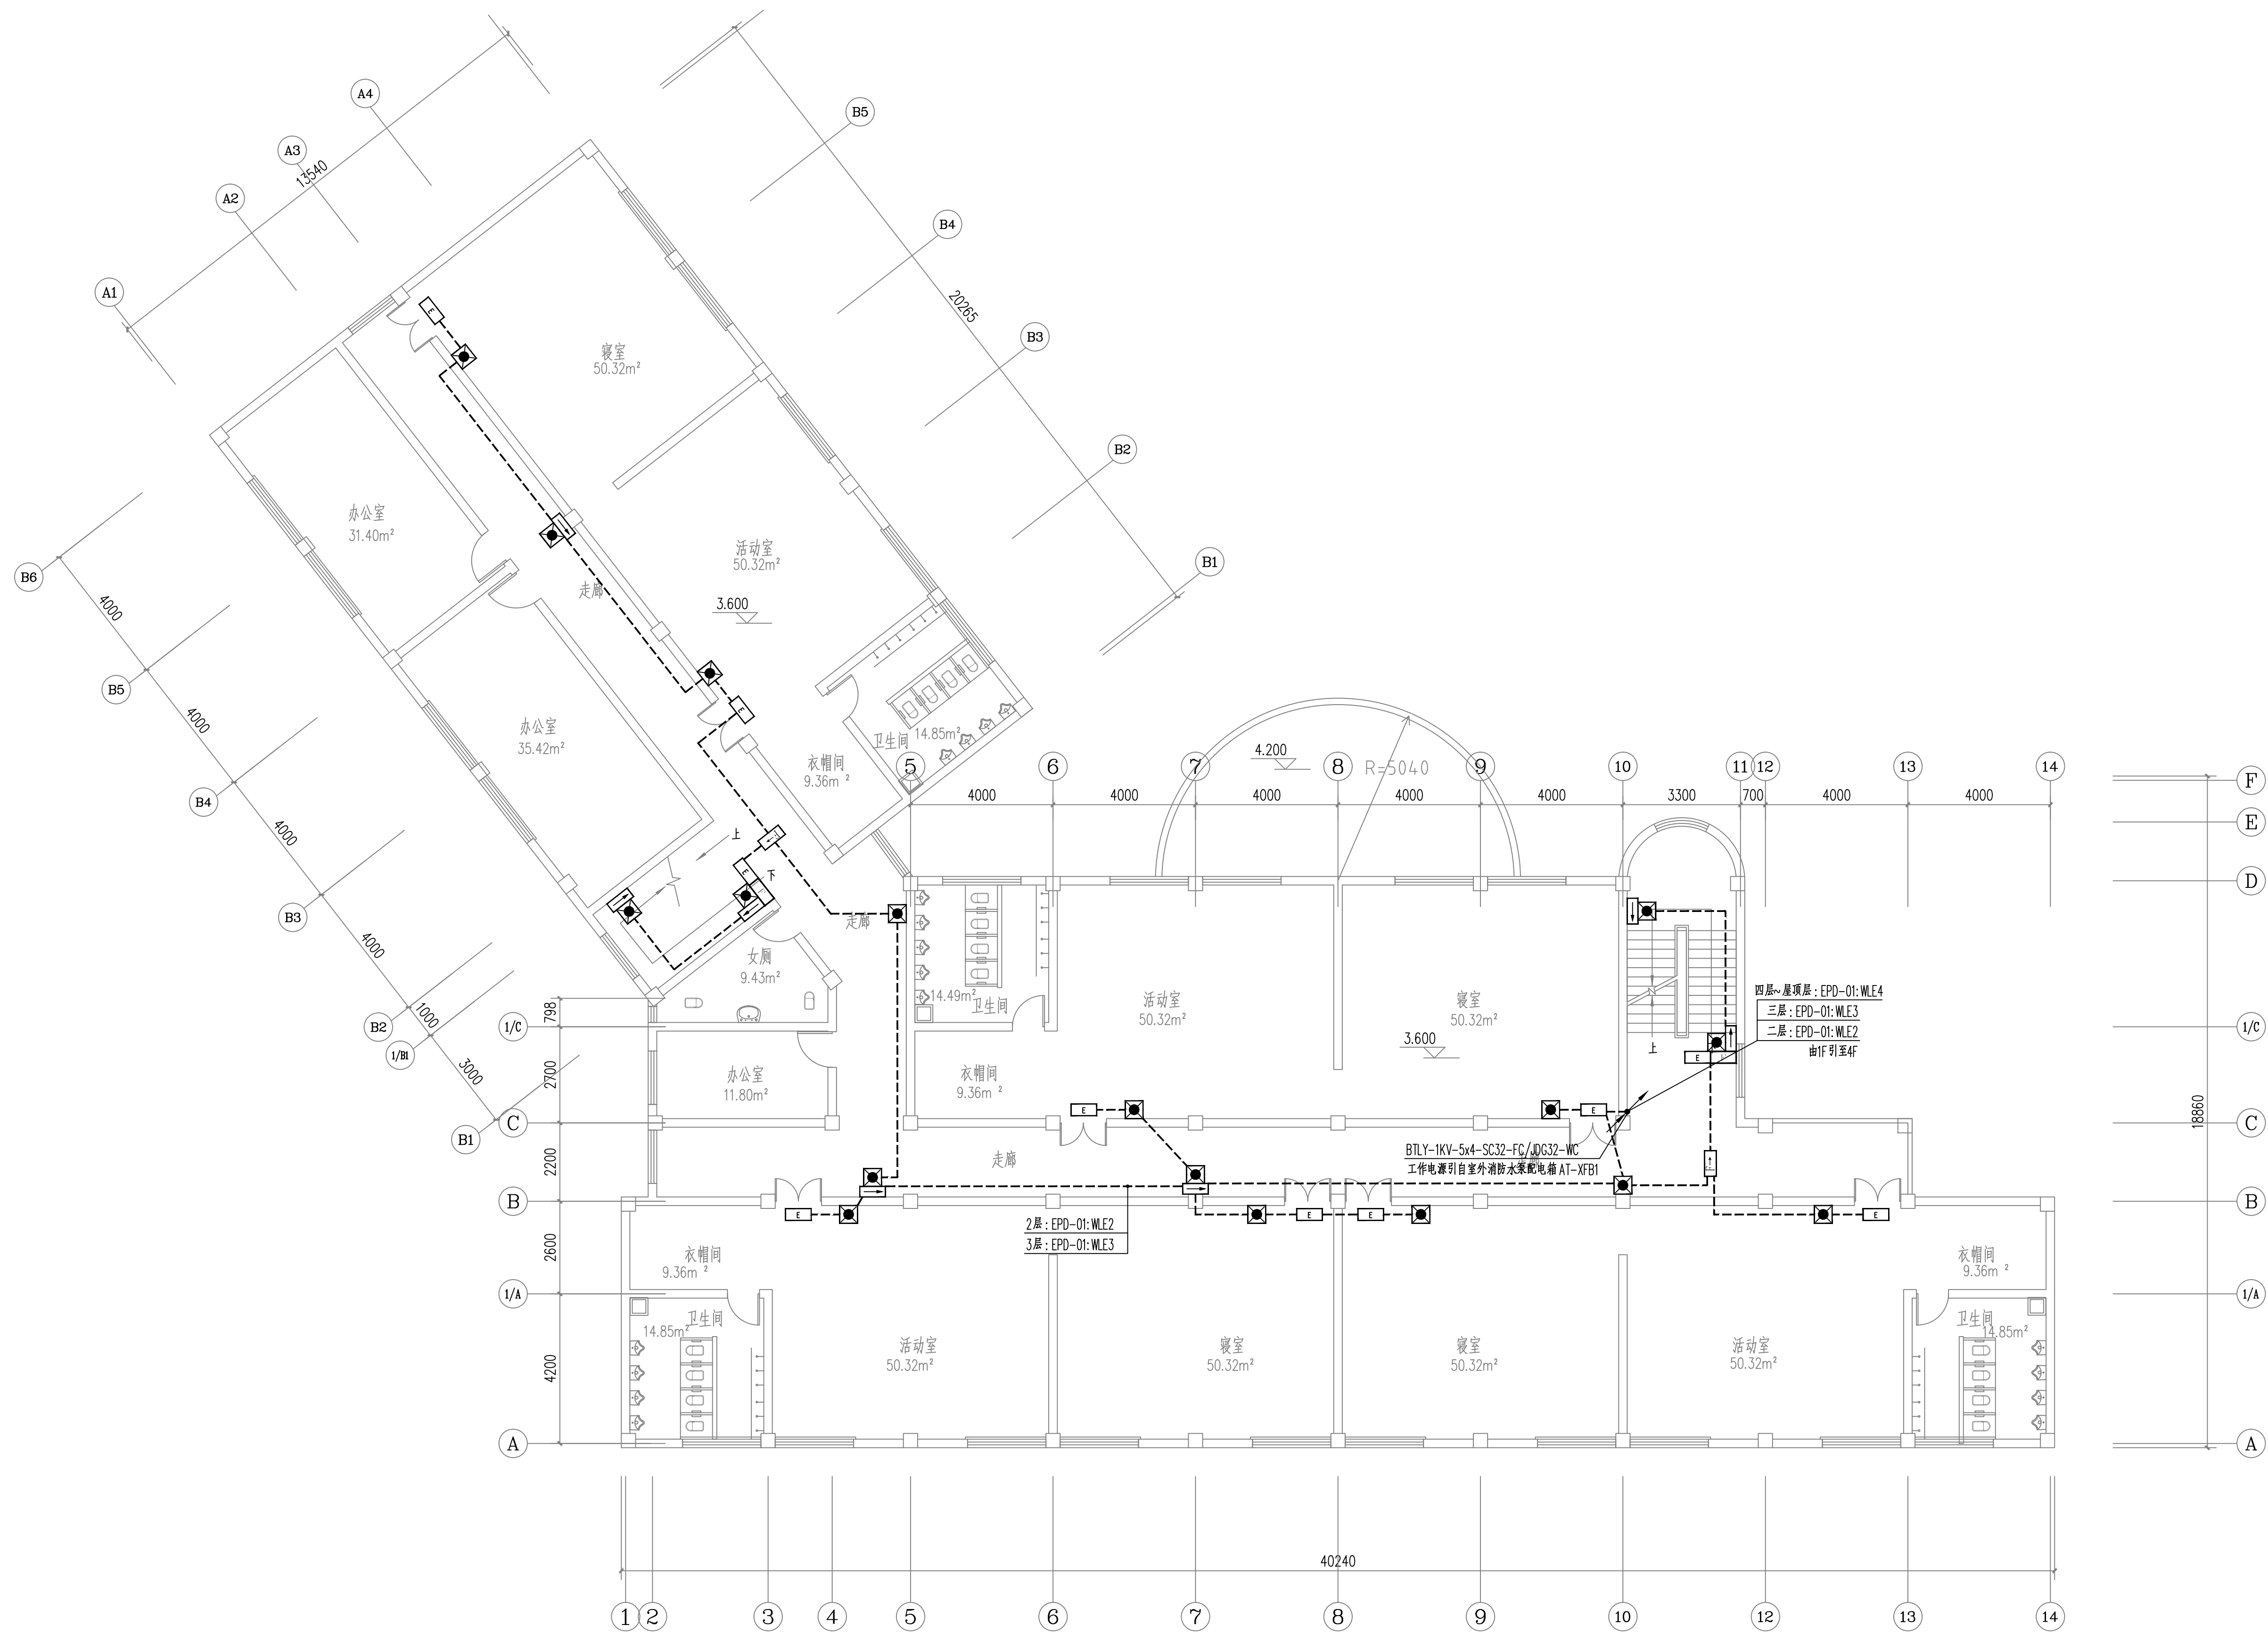 A4
A3
A2
A1
13540
B5
B4
B3
B2
B1
20265
寝室
50.32m²
E
办公室
31.40m²
活动室
50.32m²
走廊
3.600
E
办公室
35.42m²
卫生间
14.85m²
衣帽间
9.36m²
上
下
E
女厕
9.43m²
走廊
B6
B5
B4
B3
B2
1/B1
B1
4000
4000
4000
4000
1000
3000
4.200
R=5040
5
6
7
8
9
10
11
12
13
14
4000
4000
4000
4000
4000
3300
700
4000
4000
F
E
D
1/C
C
B
1/A
A
18860
798
2700
2200
2600
4200
1/C
C
B
1/A
A
14.49m²
卫生间
活动室
50.32m²
寝室
50.32m²
3.600
上
四层~屋顶层:EPD-01:WLE4
三层:EPD-01:WLE3
二层:EPD-01:WLE2
由1F引至4F
E
办公室
11.80m²
衣帽间
9.36m²
E
E
走廊
BTLY-1KV-5x4-SC32-FC/JDG32-WC
走廊
工作电源引自室外消防水泵配电箱AT-XFB1
E
E
E
E
2层:EPD-01:WLE2
3层:EPD-01:WLE3
衣帽间
9.36m²
衣帽间
9.36m²
卫生间
14.85m²
卫生间
14.85m²
活动室
50.32m²
寝室
50.32m²
寝室
50.32m²
活动室
50.32m²
40240
1
2
3
4
5
6
7
8
9
10
12
13
14